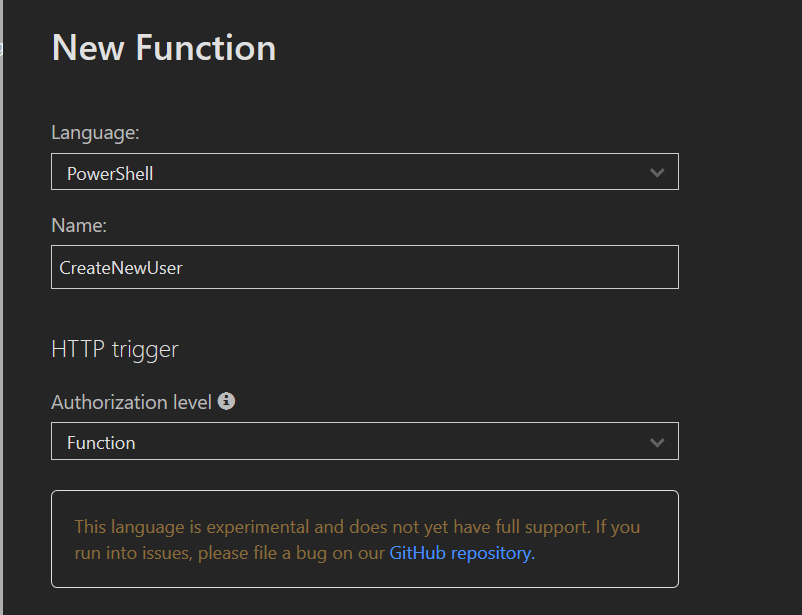 New Function
Language:
PowerShell
Name:
CreateNewUser
HTTP trigger
Authorization level
Function
This language is experimental and does not yet have full support. If you
run into issues, please file a bug on our GitHub repository.